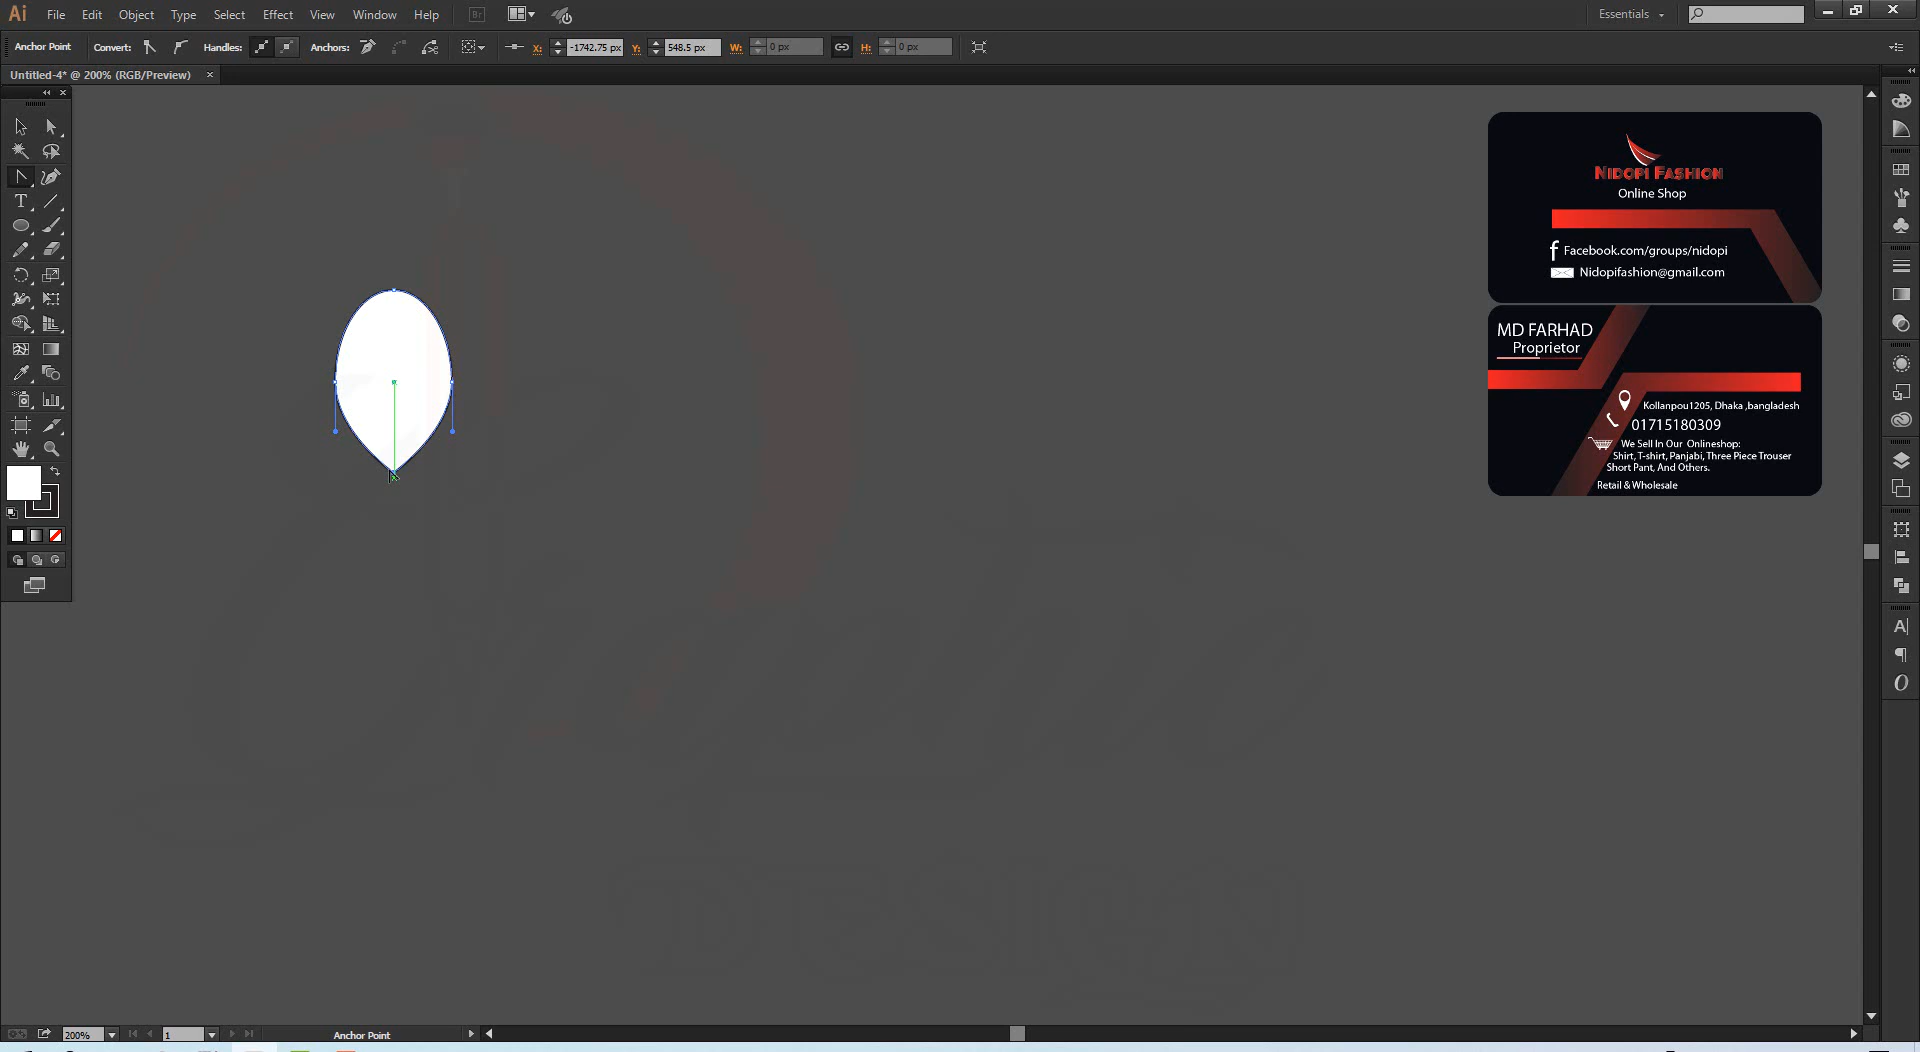 Ai File Edit Object Type Select Effect View Window Help Br Essentials
Anchor Point Convert: Handles: Anchors: X: -1742.75 px Y: 548.5 px W: 0 px H: 0 px
Untitled-4* @ 200% (RGB/Preview)
NIDOPI FASHION
Online Shop
Facebook.com/groups/nidopi
Nidopifashion@gmail.com
MD FARHAD
Proprietor
Kollanpou1205, Dhaka ,bangladesh
01715180309
We Sell In Our Onlineshop:
Shirt, T-shirt, Panjabi, Three Piece Trouser
Short Pant, And Others.
Retail & Wholesale
200% 1 Anchor Point